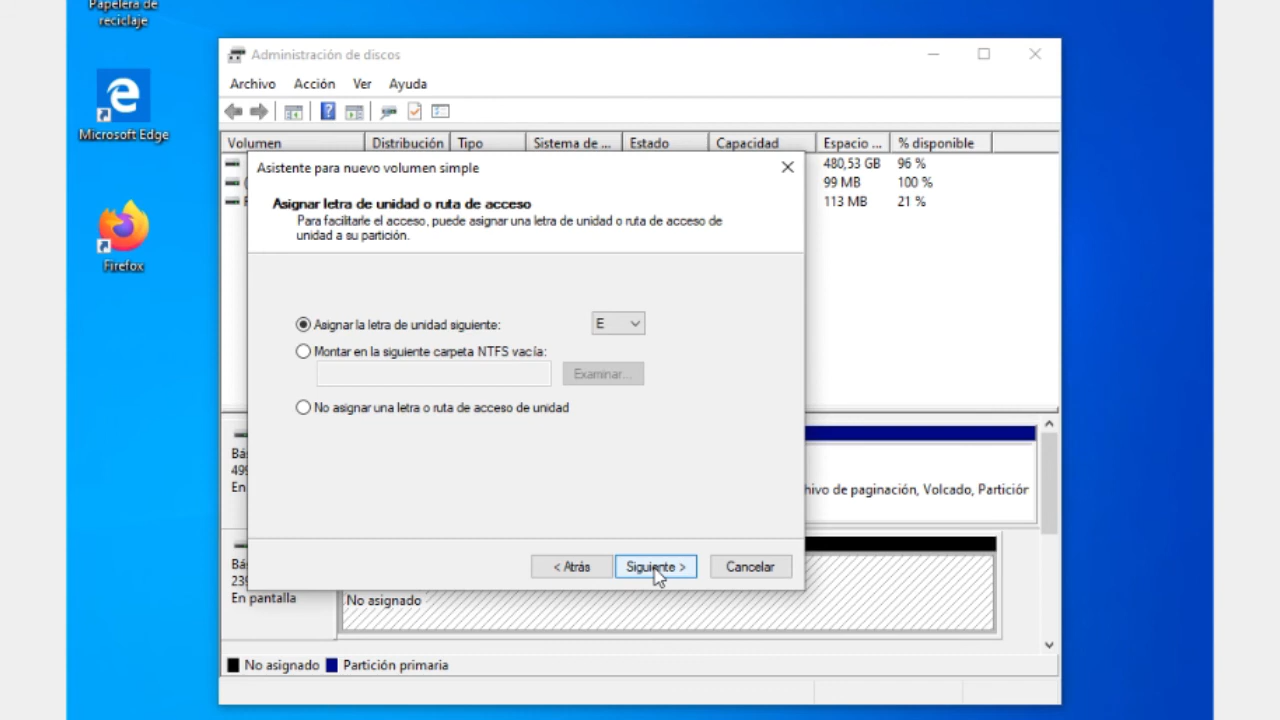 Papelera de
reciclaje
Microsoft Edge
Firefox
Administración de discos
Archivo Acción Ver Ayuda
Volumen Distribución Tipo Sistema de ... Estado Capacidad Espacio ... % disponible
480,53 GB 96 %
99 MB 100 %
113 MB 21 %
Asistente para nuevo volumen simple
Asignar letra de unidad o ruta de acceso
Para facilitarle el acceso, puede asignar una letra de unidad o ruta de acceso de
unidad a su partición.
Asignar la letra de unidad siguiente: E
Montar en la siguiente carpeta NTFS vacía:
Examinar...
No asignar una letra o ruta de acceso de unidad
< Atrás Siguiente > Cancelar
Bá
499
En
hivo de paginación, Volcado, Partición
Bá
239
En pantalla
No asignado
No asignado Partición primaria